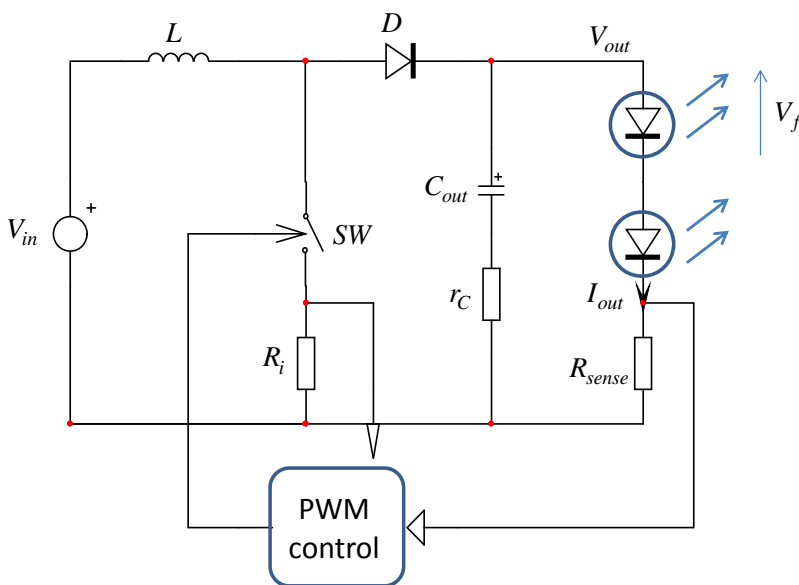 L
D
V_out
V_f
+
C_out
+
V_in
SW
r_C
I_out
R_i
R_sense
PWM
control